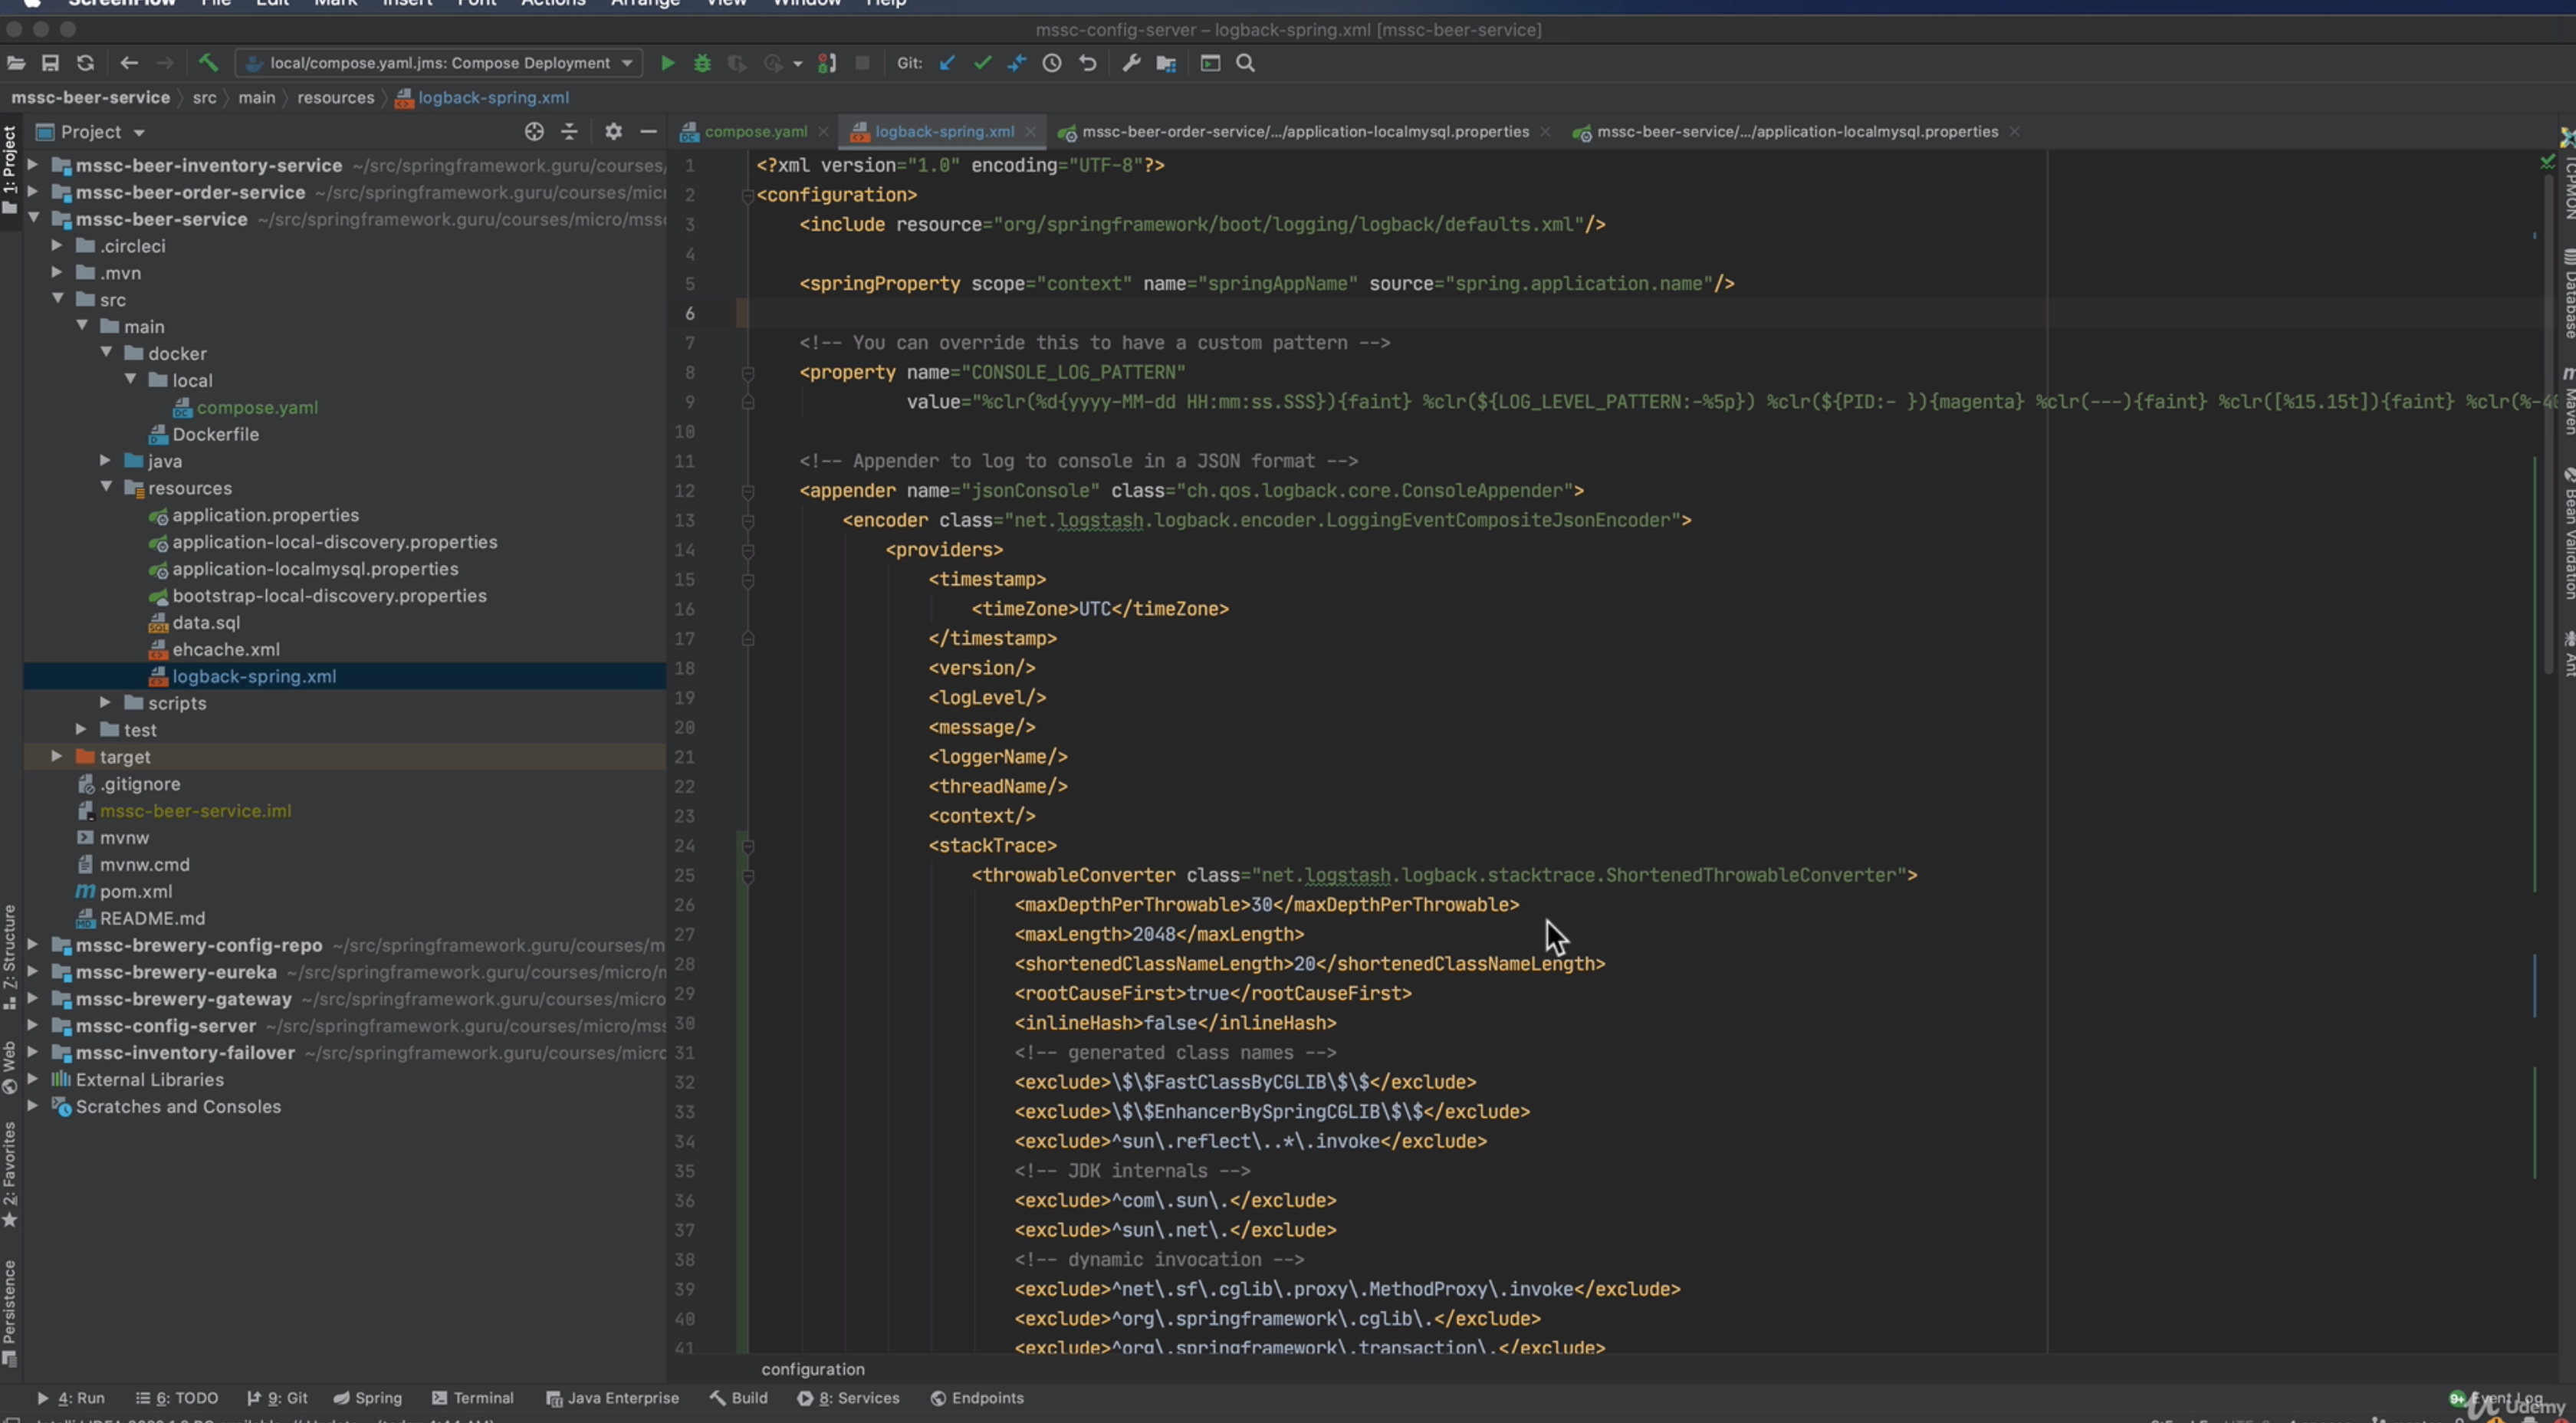 ScreenFlow File Edit Mark Insert Font Actions Arrange View Window Help
mssc-config-server – logback-spring.xml [mssc-beer-service]
local/compose.yaml.jms: Compose Deployment Git:
mssc-beer-service src main resources logback-spring.xml
1: Project
Project
mssc-beer-inventory-service ~/src/springframework.guru/courses/
mssc-beer-order-service ~/src/springframework.guru/courses/micr
mssc-beer-service ~/src/springframework.guru/courses/micro/mssc
.circleci
.mvn
src
main
docker
local
compose.yaml
Dockerfile
java
resources
application.properties
application-local-discovery.properties
application-localmysql.properties
bootstrap-local-discovery.properties
data.sql
ehcache.xml
logback-spring.xml
scripts
test
target
.gitignore
mssc-beer-service.iml
mvnw
mvnw.cmd
pom.xml
README.md
mssc-brewery-config-repo ~/src/springframework.guru/courses/m
mssc-brewery-eureka ~/src/springframework.guru/courses/micro/m
mssc-brewery-gateway ~/src/springframework.guru/courses/micro
mssc-config-server ~/src/springframework.guru/courses/micro/mss
mssc-inventory-failover ~/src/springframework.guru/courses/micro
External Libraries
Scratches and Consoles
Z: Structure
Web
2: Favorites
Persistence
compose.yaml logback-spring.xml mssc-beer-order-service/.../application-localmysql.properties mssc-beer-service/.../application-localmysql.properties
1 <?xml version="1.0" encoding="UTF-8"?>
2 <configuration>
3 <include resource="org/springframework/boot/logging/logback/defaults.xml"/>
4
5 <springProperty scope="context" name="springAppName" source="spring.application.name"/>
6
7 <!-- You can override this to have a custom pattern -->
8 <property name="CONSOLE_LOG_PATTERN"
9 value="%clr(%d{yyyy-MM-dd HH:mm:ss.SSS}){faint} %clr(${LOG_LEVEL_PATTERN:-%5p}) %clr(${PID:- }){magenta} %clr(---){faint} %clr([%15.15t]){faint} %clr(%-40
10
11 <!-- Appender to log to console in a JSON format -->
12 <appender name="jsonConsole" class="ch.qos.logback.core.ConsoleAppender">
13 <encoder class="net.logstash.logback.encoder.LoggingEventCompositeJsonEncoder">
14 <providers>
15 <timestamp>
16 <timeZone>UTC</timeZone>
17 </timestamp>
18 <version/>
19 <logLevel/>
20 <message/>
21 <loggerName/>
22 <threadName/>
23 <context/>
24 <stackTrace>
25 <throwableConverter class="net.logstash.logback.stacktrace.ShortenedThrowableConverter">
26 <maxDepthPerThrowable>30</maxDepthPerThrowable>
27 <maxLength>2048</maxLength>
28 <shortenedClassNameLength>20</shortenedClassNameLength>
29 <rootCauseFirst>true</rootCauseFirst>
30 <inlineHash>false</inlineHash>
31 <!-- generated class names -->
32 <exclude>\$\$FastClassByCGLIB\$\$</exclude>
33 <exclude>\$\$EnhancerBySpringCGLIB\$\$</exclude>
34 <exclude>^sun\.reflect\..*\.invoke</exclude>
35 <!-- JDK internals -->
36 <exclude>^com\.sun\.</exclude>
37 <exclude>^sun\.net\.</exclude>
38 <!-- dynamic invocation -->
39 <exclude>^net\.sf\.cglib\.proxy\.MethodProxy\.invoke</exclude>
40 <exclude>^org\.springframework\.cglib\.</exclude>
41 <exclude>^org\.springframework\.transaction\.</exclude>
configuration
TCPMON
Database
Maven
Bean Validation
Ant
4: Run 6: TODO 9: Git Spring Terminal Java Enterprise Build 8: Services Endpoints Event Log
Udemy